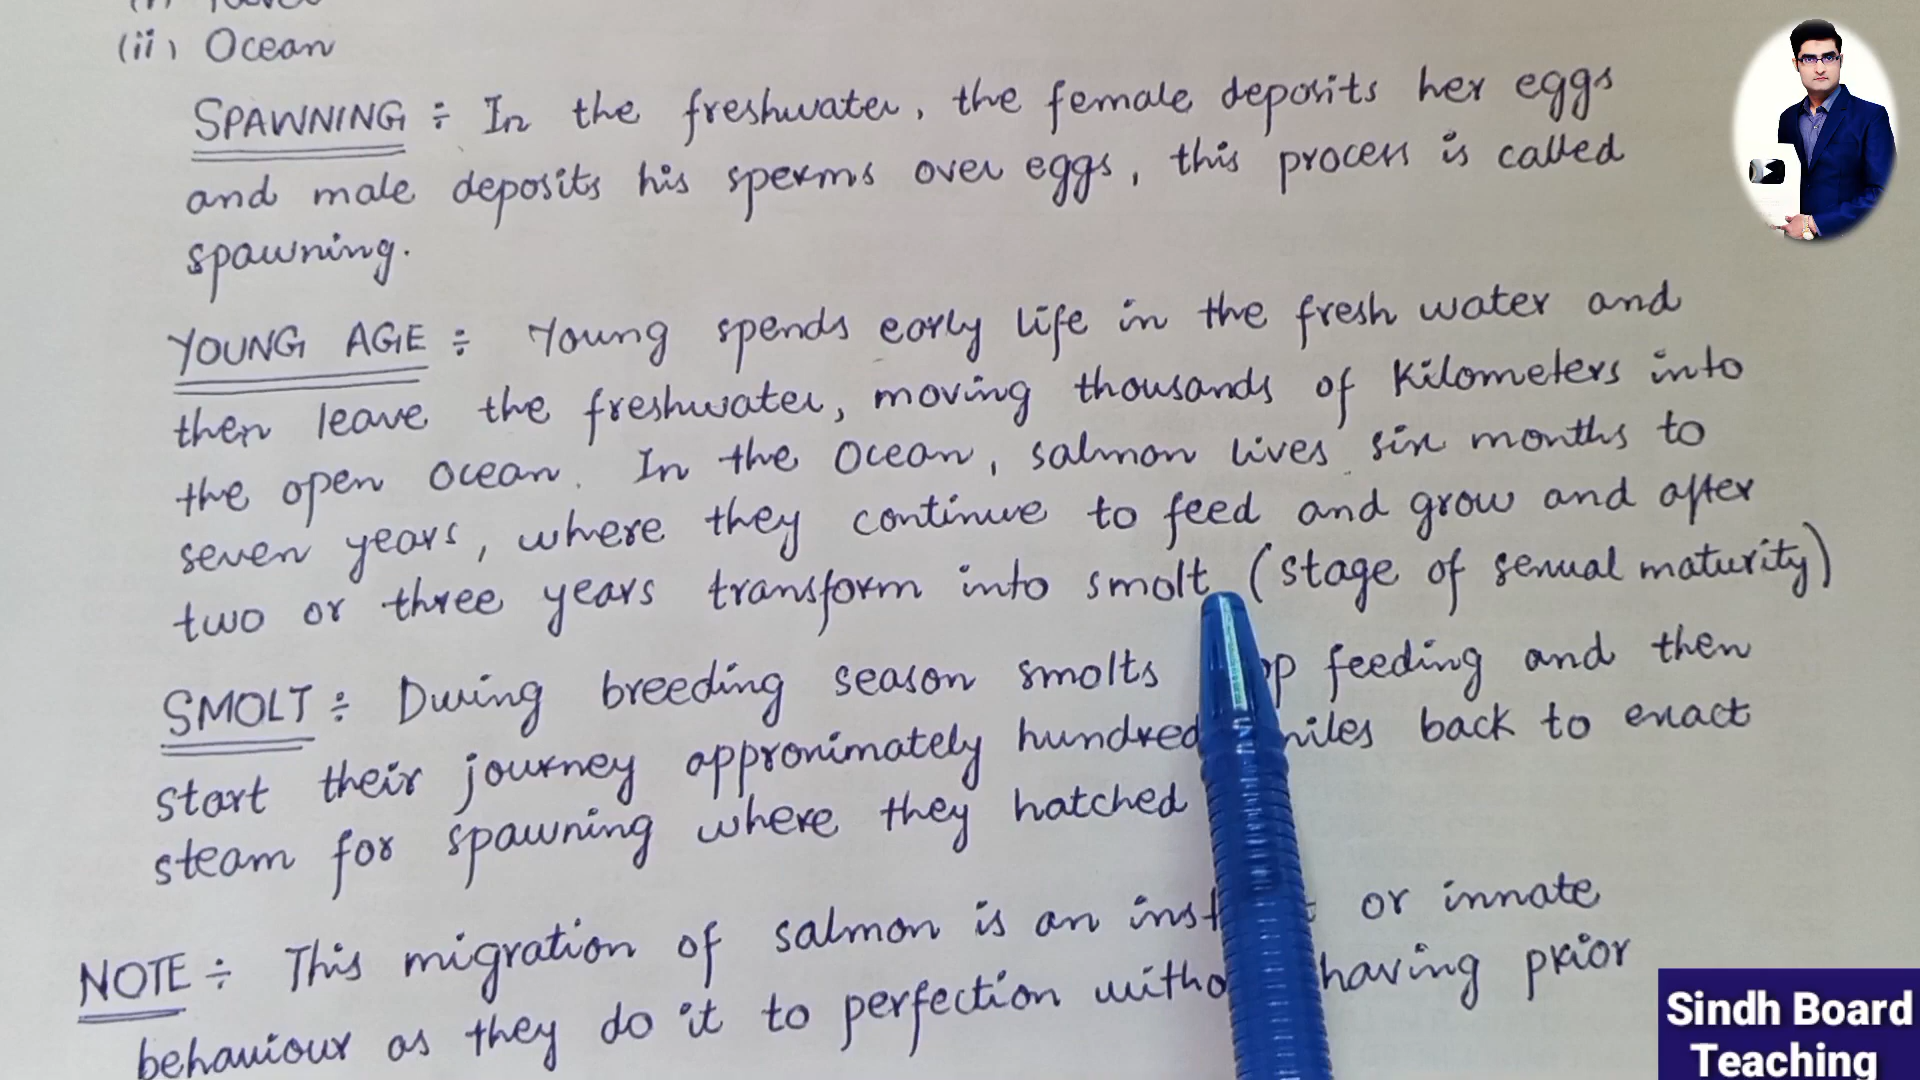 (ii) Ocean
SPAWNING ÷ In the freshwater, the female deposits her eggs
and male deposits his sperms over eggs, this process is called
spawning.
YOUNG AGE ÷ Young spends early life in the fresh water and
then leave the freshwater, moving thousands of Kilometers into
the open ocean. In the Ocean, salmon lives six months to
seven years, where they continue to feed and grow and after
two or three years transform into smolt (stage of sexual maturity)
SMOLT ÷ During breeding season smolts feeding and then
start their journey approximately hundred miles back to exact
steam for spawning where they hatched
NOTE ÷ This migration of salmon is an or innate
behaviour as they do it to perfection having prior
Sindh Board
Teaching